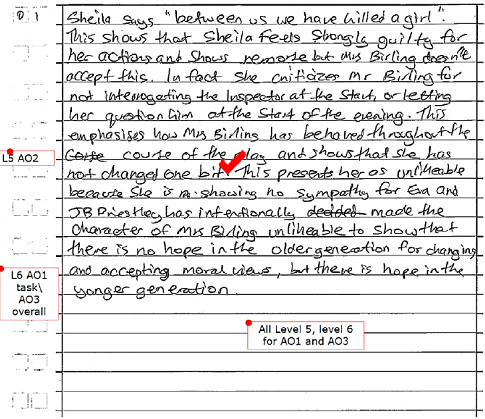 01 Sheila says "between us we have killed a girl".
This shows that Sheila feels strongly guilty for
her actions and shows remorse but Mrs Birling doesn't
accept this. In fact she criticizes Mr Birling for
not interrogating the Inspector at the start, or letting
her question him at the start of the evening. This
emphasises how Mrs Birling has behaved throughout the
course of the play and shows that she has
L5 AO2
not changed one bit. This presents her as unlikeable
because she is showing no sympathy for Eva and
JB Priestley has intentionally decided made the
character of Mrs Birling unlikeable to show that
there is no hope in the older generation for changing
and accepting moral views, but there is hope in the
yonger generation.
L6 AO1
task\
AO3
overall
All Level 5, level 6
for AO1 and AO3